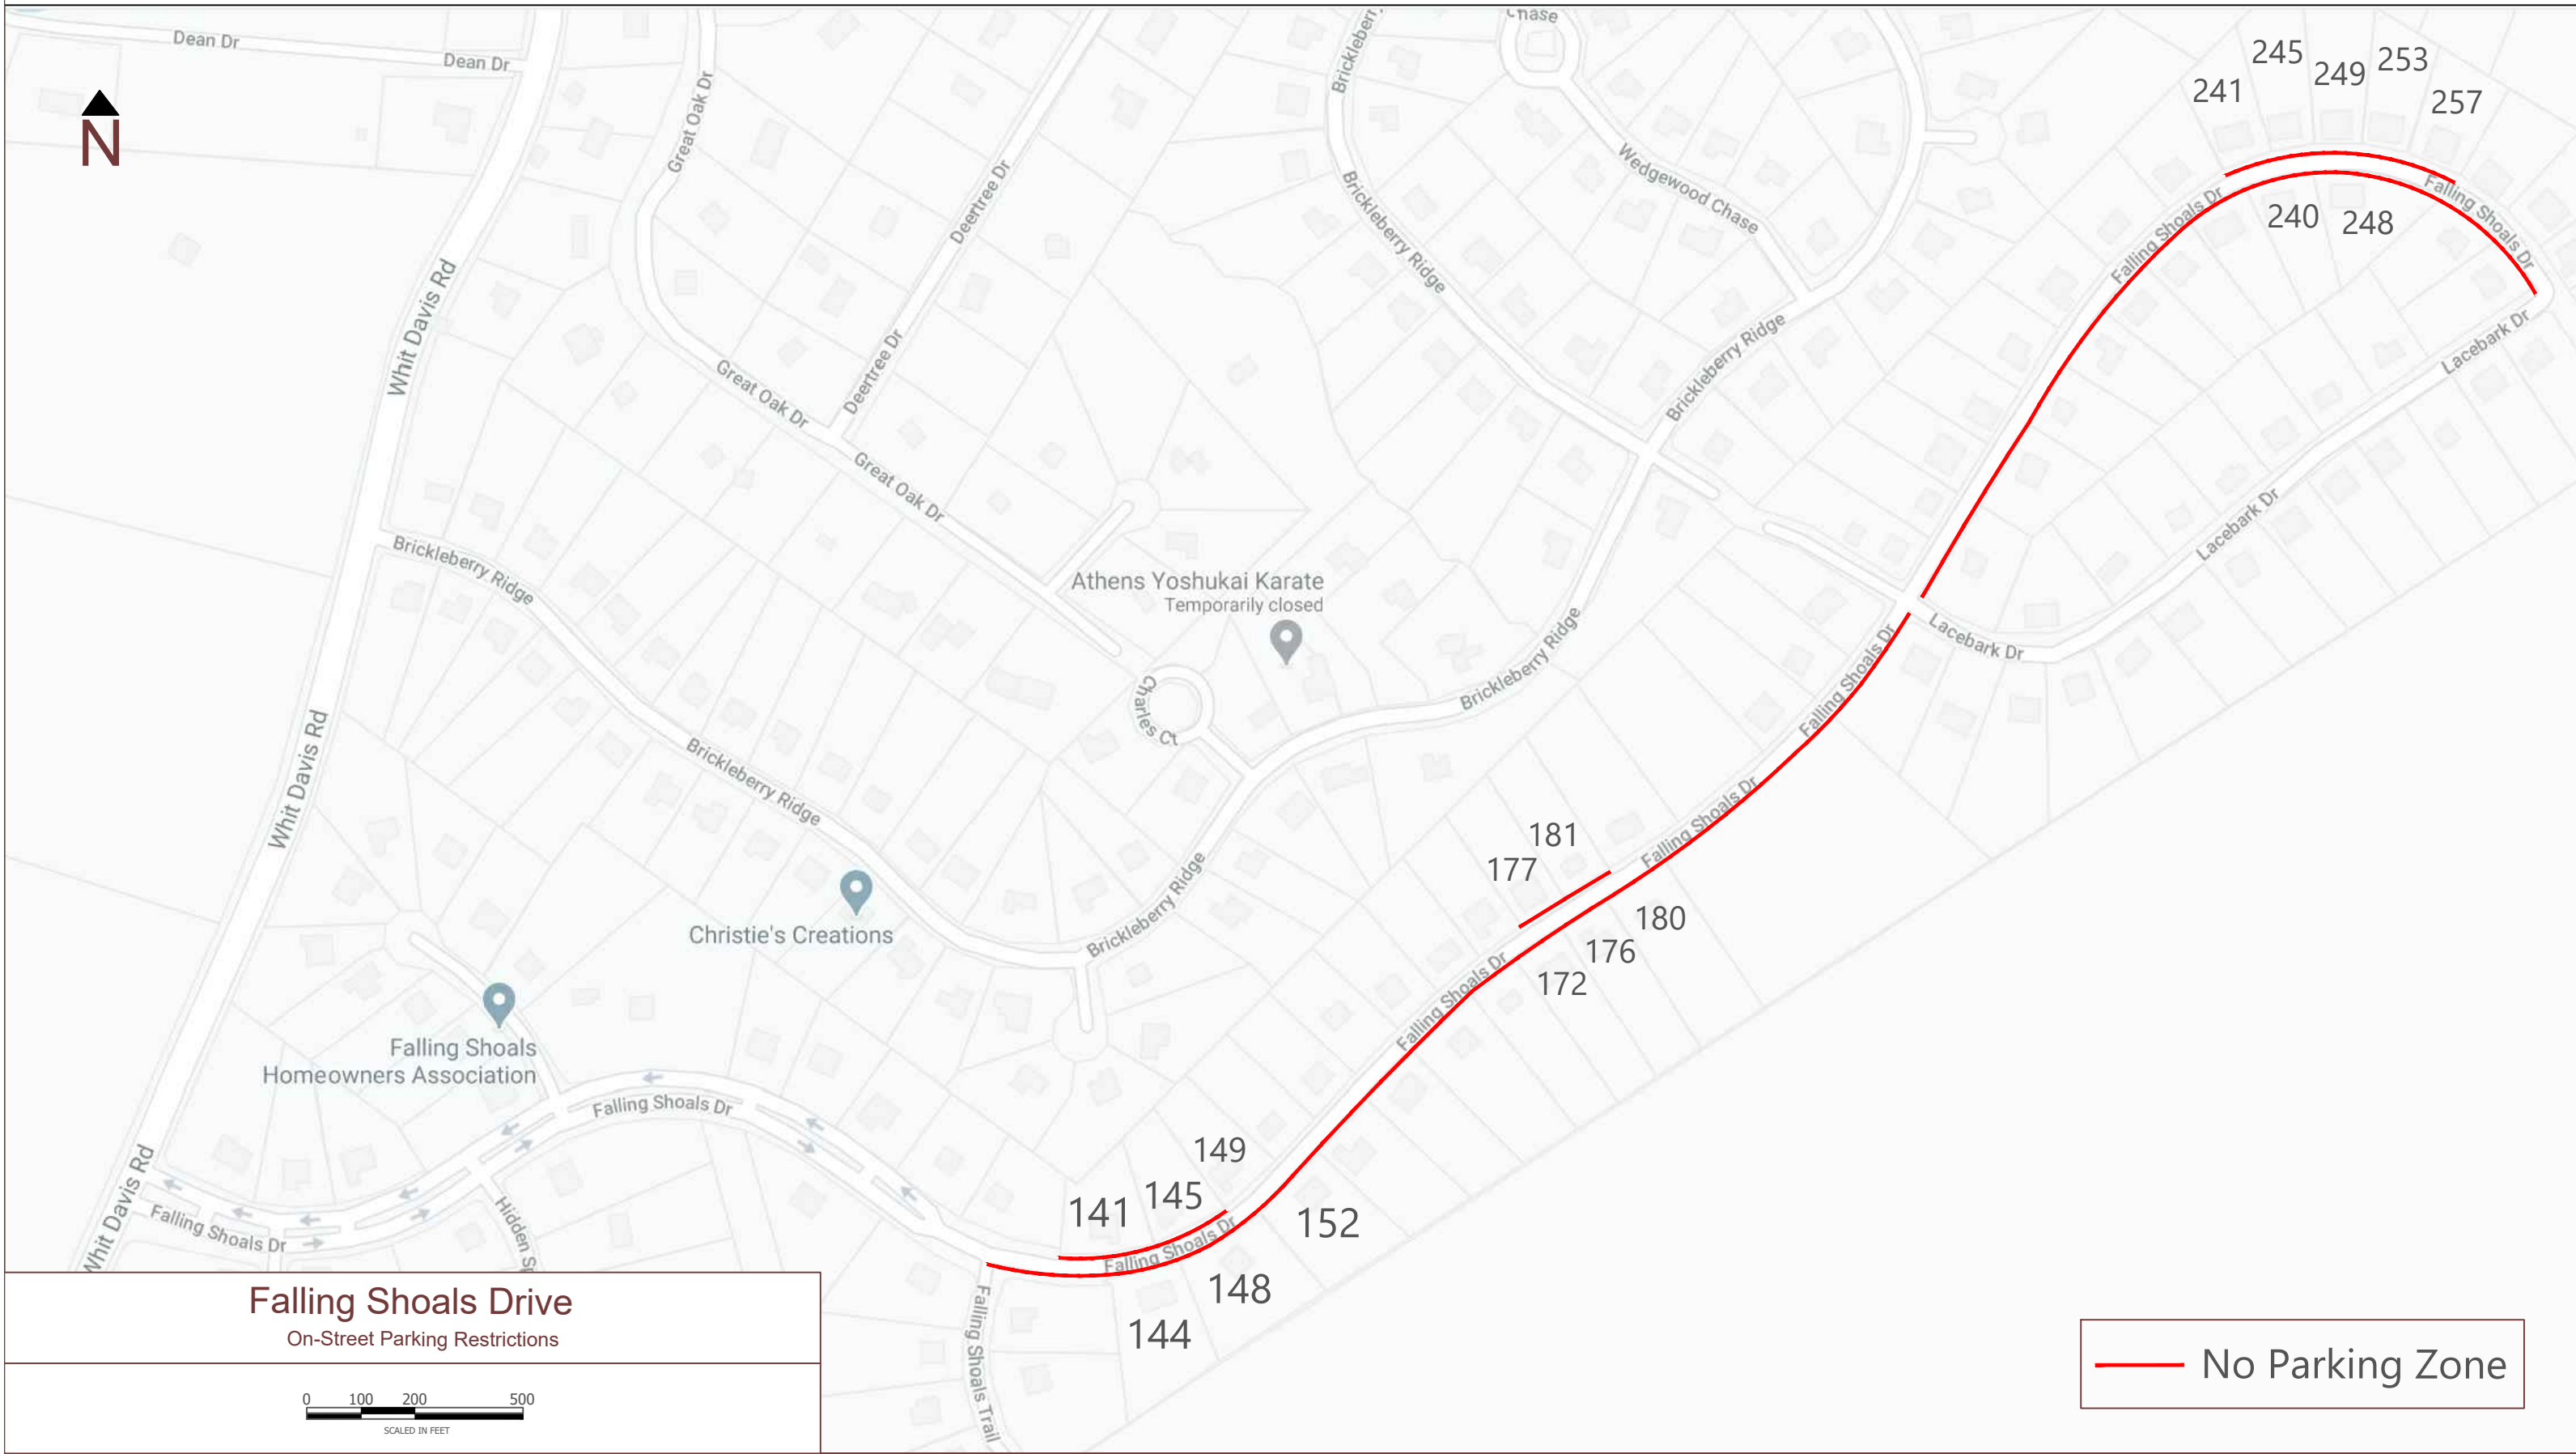 Dean Dr
Dean Dr
Chase
245
253
249
241
257
N
Great Oak Dr
Wedgewood Chase
Deertree Dr
Brickleberry Ridge
Falling Shoals Dr
Falling Shoals Dr
240
248
Whit Davis Rd
Great Oak Dr
Deertree Dr
Brickleberry Ridge
Lacebark Dr
Great Oak Dr
Brickleberry Ridge
Athens Yoshukai Karate
Temporarily closed
Lacebark Dr
Lacebark Dr
Brickleberry Ridge
Falling Shoals Dr
Charles Ct
Whit Davis Rd
Brickleberry Ridge
181
177
Falling Shoals Dr
Christie's Creations
Brickleberry Ridge
180
176
172
Falling Shoals Dr
Falling Shoals
Homeowners Association
Falling Shoals Dr
149
145
141
152
Whit Davis Rd
Falling Shoals Dr
Hidden
Falling Shoals Dr
148
144
Falling Shoals Trail
Falling Shoals Drive
On-Street Parking Restrictions
0 100 200 500
SCALED IN FEET
No Parking Zone